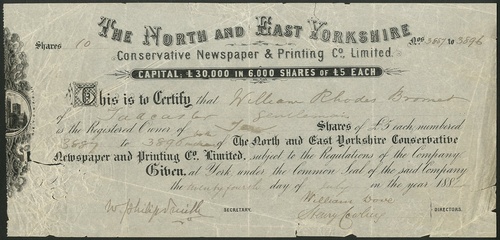 THE NORTH AND EAST YORKSHIRE
Shares 10
Nos 3887 to 3896
Conservative Newspaper & Printing Co., Limited.
CAPITAL: £30,000 IN 6,000 SHARES OF £5 EACH
This is to Certify that William Rhodes Bromet
of Tadcaster gentleman
is the Registered Owner of Ten Shares of £5 each, numbered
3887 to 3896 of The North and East Yorkshire Conservative
Newspaper and Printing Co. Limited. subject to the Regulations of the Company.
Given, at York under the Common Seal of the said Company
the twenty fourth day of July in the year 188
William Dove
SECRETARY.
DIRECTORS.